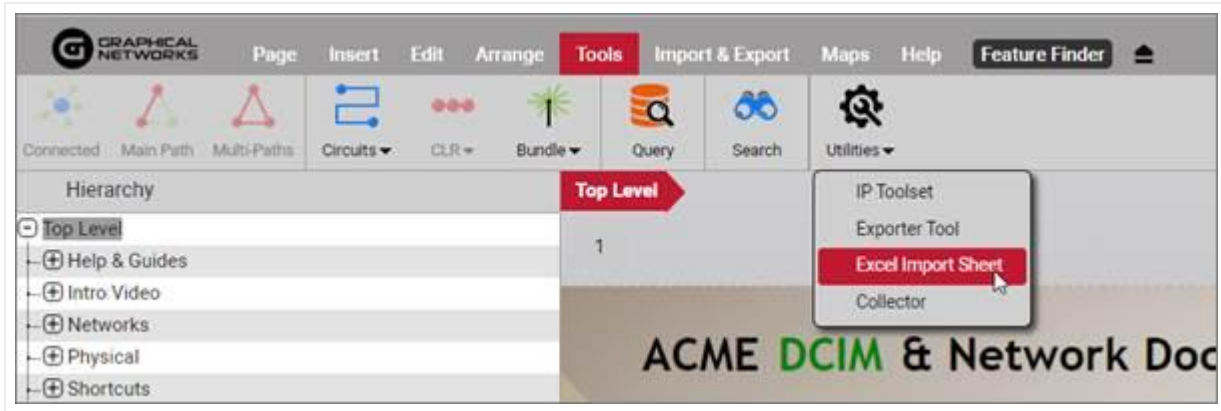 GRAPHICAL NETWORKS
Page Insert Edit Arrange Tools Import & Export Maps Help Feature Finder
Connected Main Path Multi-Paths Circuits CLR Bundle Query Search Utilities
Hierarchy
Top Level
Help & Guides
Intro Video
Networks
Physical
Shortcuts
Top Level
1
IP Toolset
Exporter Tool
Excel Import Sheet
Collector
ACME DCIM & Network Doc